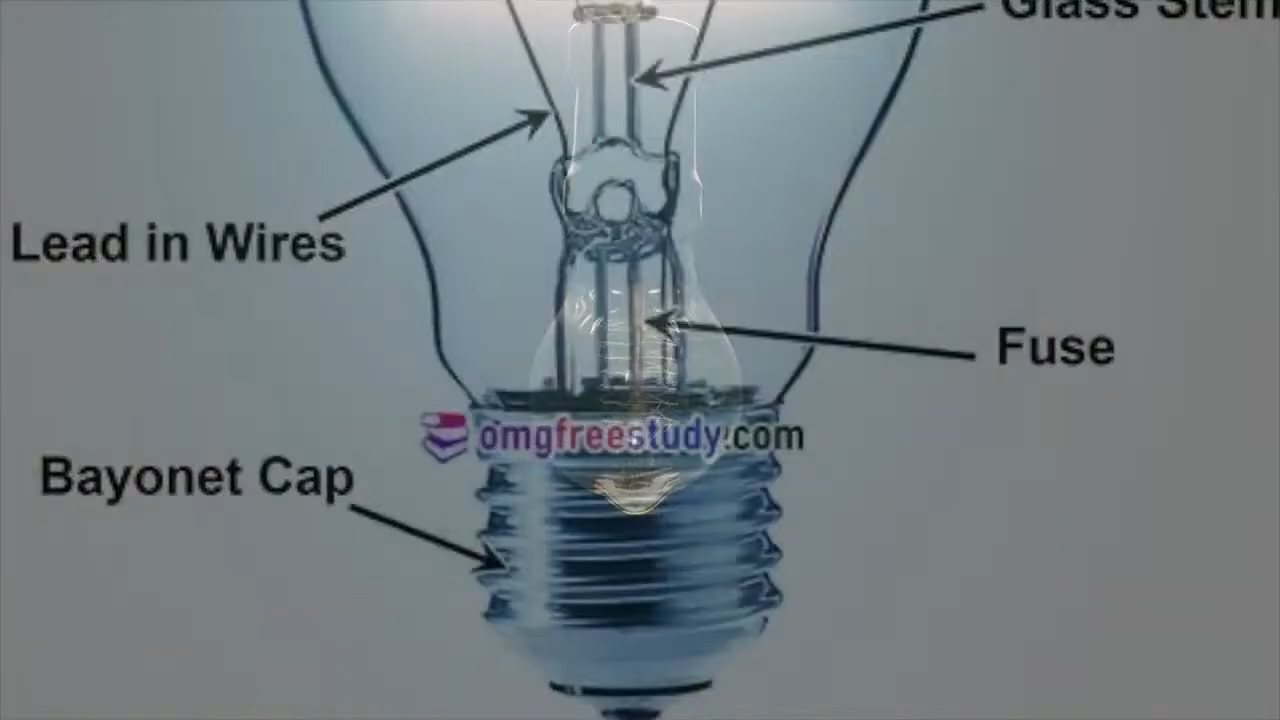 Glass Stem
Lead in Wires
Fuse
omgfreestudy.com
Bayonet Cap